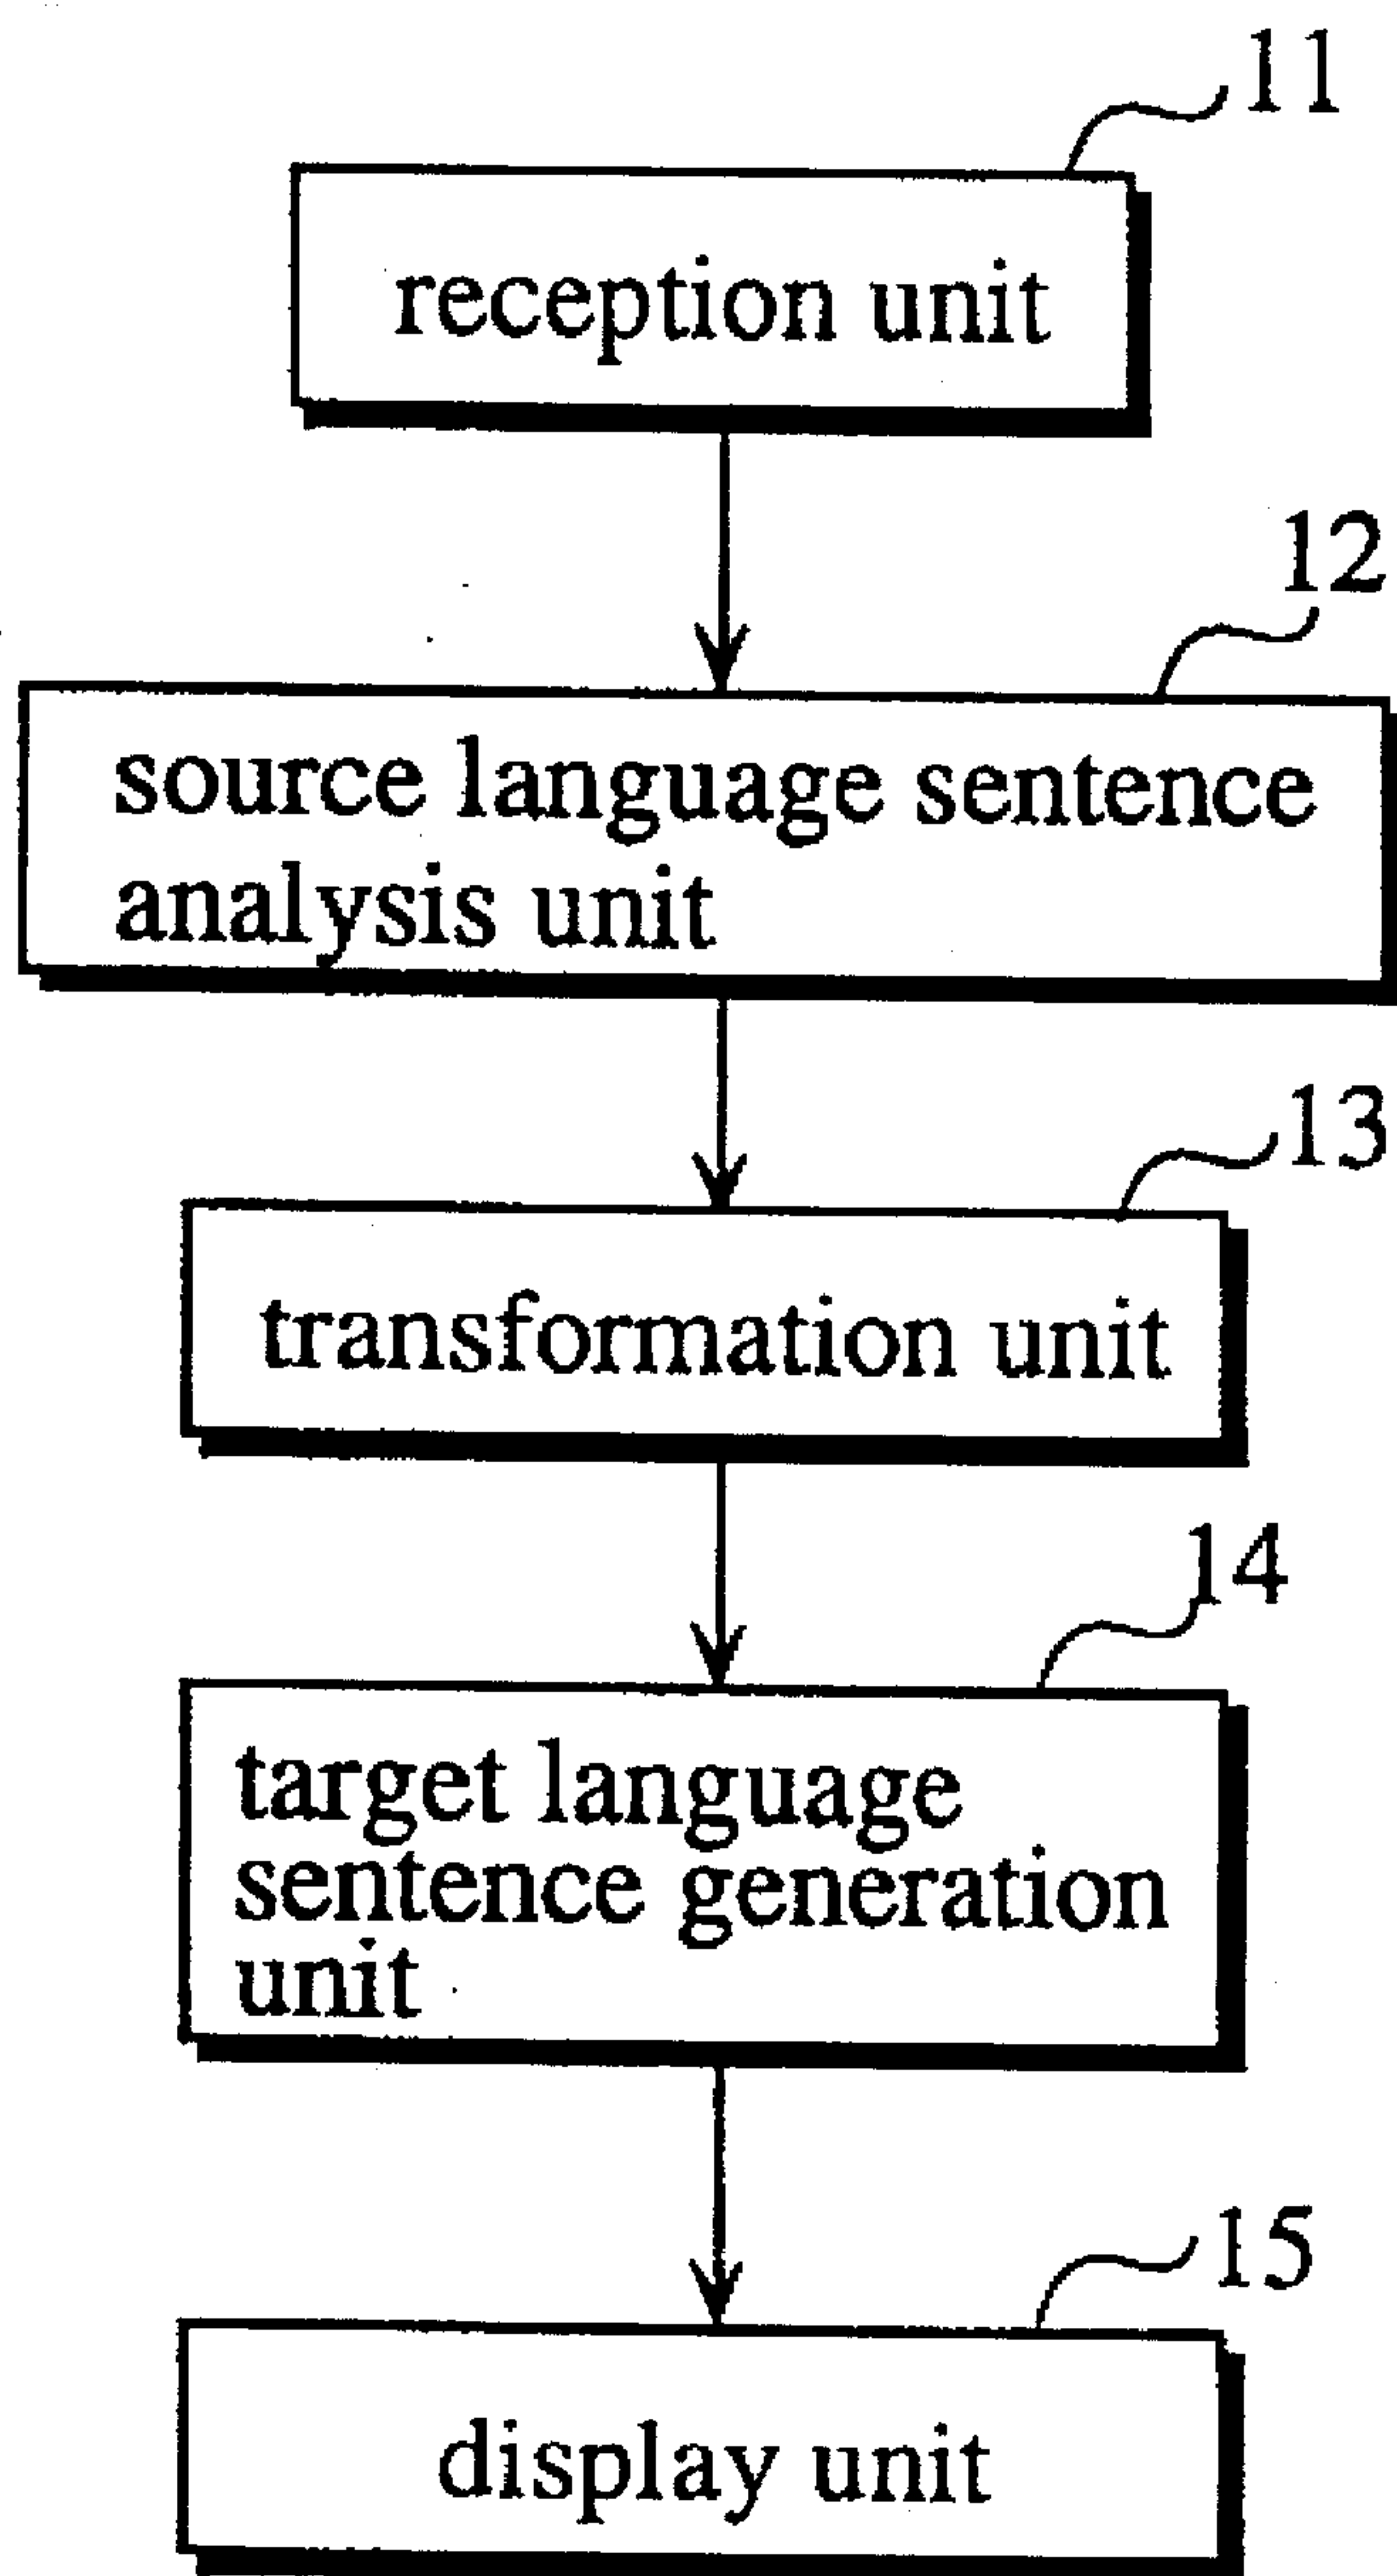 11
reception unit
12
source language sentence
analysis unit
13
transformation unit
14
target language
sentence generation
unit
15
display unit